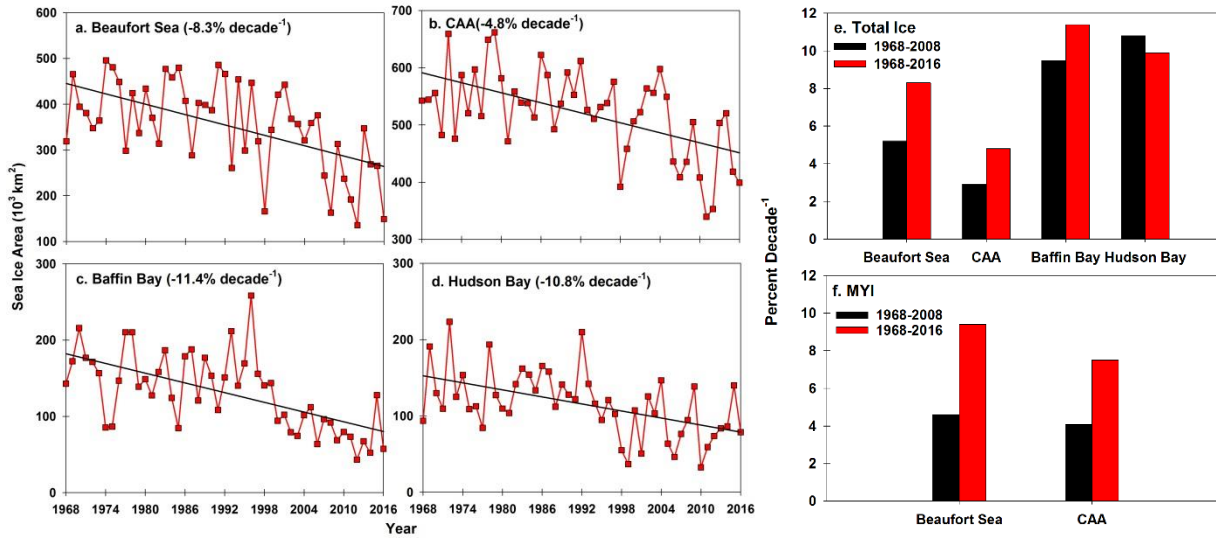 a. Beaufort Sea (-8.3% decade⁻¹)
500
400
300
200
100
b. CAA(-4.8% decade⁻¹)
700
600
500
400
300
Sea Ice Area (10³ km²)
c. Baffin Bay (-11.4% decade⁻¹)
300
200
100
0
1968 1974 1980 1986 1992 1998 2004 2010 2016
d. Hudson Bay (-10.8% decade⁻¹)
300
200
100
0
1968 1974 1980 1986 1992 1998 2004 2010 2016
Year
Percent Decade⁻¹
e. Total Ice
1968-2008
1968-2016
12
10
8
6
4
2
0
Beaufort Sea CAA Baffin Bay Hudson Bay
f. MYI
1968-2008
1968-2016
12
10
8
6
4
2
0
Beaufort Sea CAA